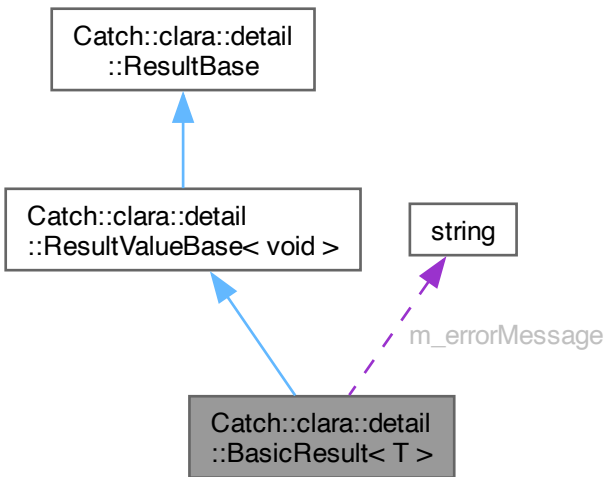 Catch::clara::detail
::ResultBase
Catch::clara::detail
::ResultValueBase< void >
string
m_errorMessage
Catch::clara::detail
::BasicResult< T >